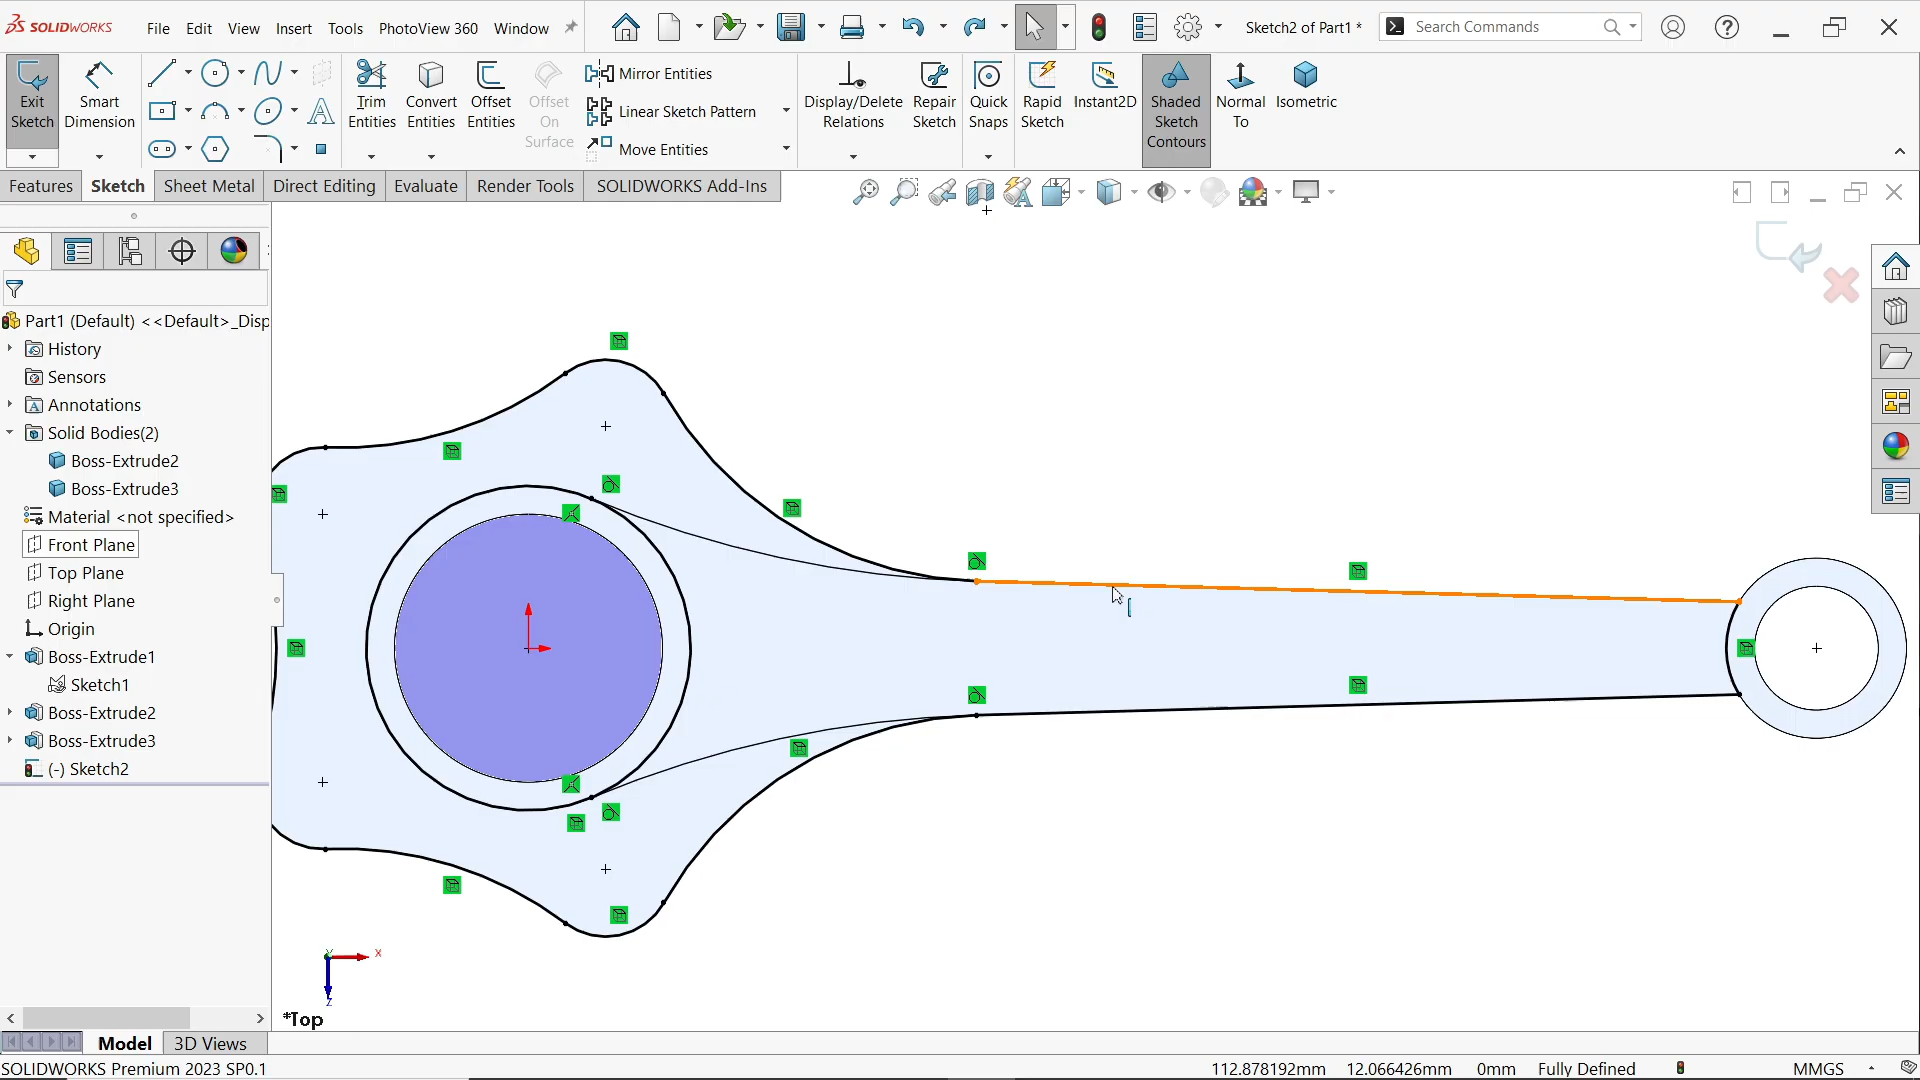 SOLIDWORKS
File Edit View Insert Tools PhotoView 360 Window
Sketch2 of Part1 *
Search Commands
Exit Sketch
Smart Dimension
Trim Entities
Convert Entities
Offset Entities
Offset On Surface
Mirror Entities
Linear Sketch Pattern
Move Entities
Display/Delete Relations
Repair Sketch
Quick Snaps
Rapid Sketch
Instant2D
Shaded Sketch Contours
Normal To
Isometric
Features Sketch Sheet Metal Direct Editing Evaluate Render Tools SOLIDWORKS Add-Ins
Part1 (Default) <<Default>_Disp
History
Sensors
Annotations
Solid Bodies(2)
Boss-Extrude2
Boss-Extrude3
Material <not specified>
Front Plane
Top Plane
Right Plane
Origin
Boss-Extrude1
Sketch1
Boss-Extrude2
Boss-Extrude3
(-) Sketch2
Y
X
Z
*Top
Model 3D Views
SOLIDWORKS Premium 2023 SP0.1
112.878192mm 12.066426mm 0mm Fully Defined MMGS